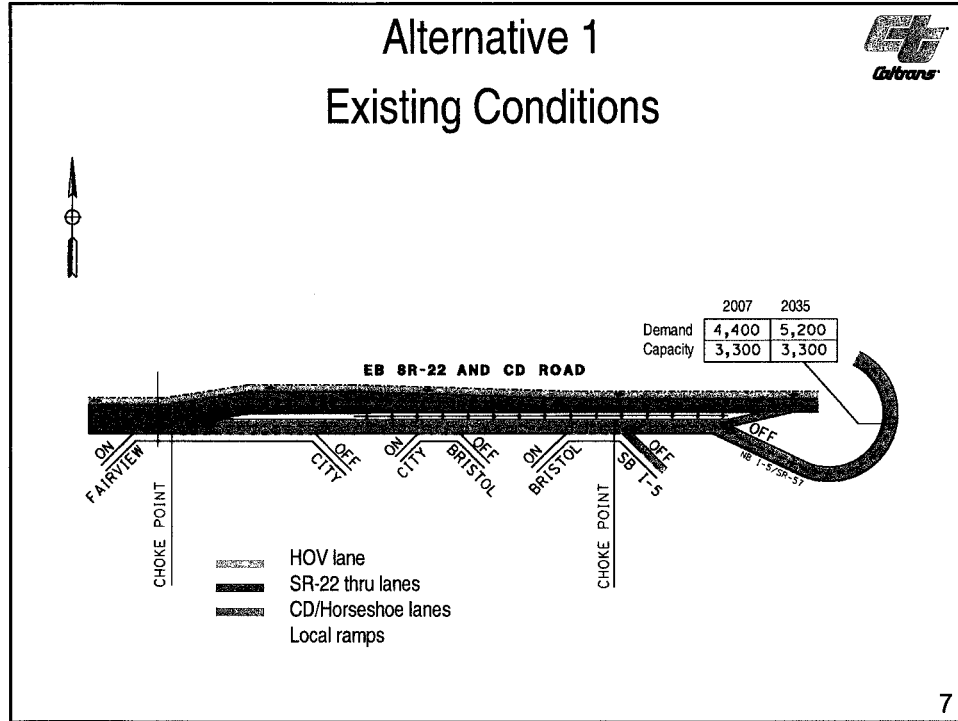 Alternative 1
Existing Conditions
Caltrans
2007 2035
Demand 4,400 5,200
Capacity 3,300 3,300
EB SR-22 AND CD ROAD
ON
FAIRVIEW
OFF
CITY
ON
CITY
OFF
BRISTOL
ON
BRISTOL
OFF
SB I-5
OFF
NB I-5/SR-57
CHOKE POINT
CHOKE POINT
HOV lane
SR-22 thru lanes
CD/Horseshoe lanes
Local ramps
7